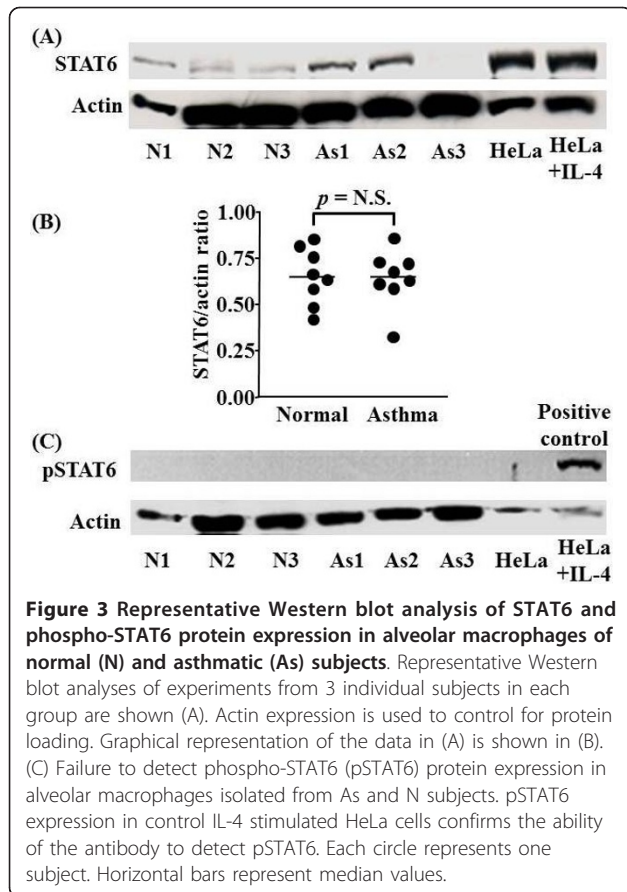 (A)
STAT6
Actin
N1 N2 N3 As1 As2 As3 HeLa HeLa
+IL-4
(B)
p = N.S.
STAT6/actin ratio
1.00
0.75
0.50
0.25
0.00
Normal Asthma
Positive
control
(C)
pSTAT6
Actin
N1 N2 N3 As1 As2 As3 HeLa HeLa
+IL-4
Figure 3 Representative Western blot analysis of STAT6 and
phospho-STAT6 protein expression in alveolar macrophages of
normal (N) and asthmatic (As) subjects. Representative Western
blot analyses of experiments from 3 individual subjects in each
group are shown (A). Actin expression is used to control for protein
loading. Graphical representation of the data in (A) is shown in (B).
(C) Failure to detect phospho-STAT6 (pSTAT6) protein expression in
alveolar macrophages isolated from As and N subjects. pSTAT6
expression in control IL-4 stimulated HeLa cells confirms the ability
of the antibody to detect pSTAT6. Each circle represents one
subject. Horizontal bars represent median values.